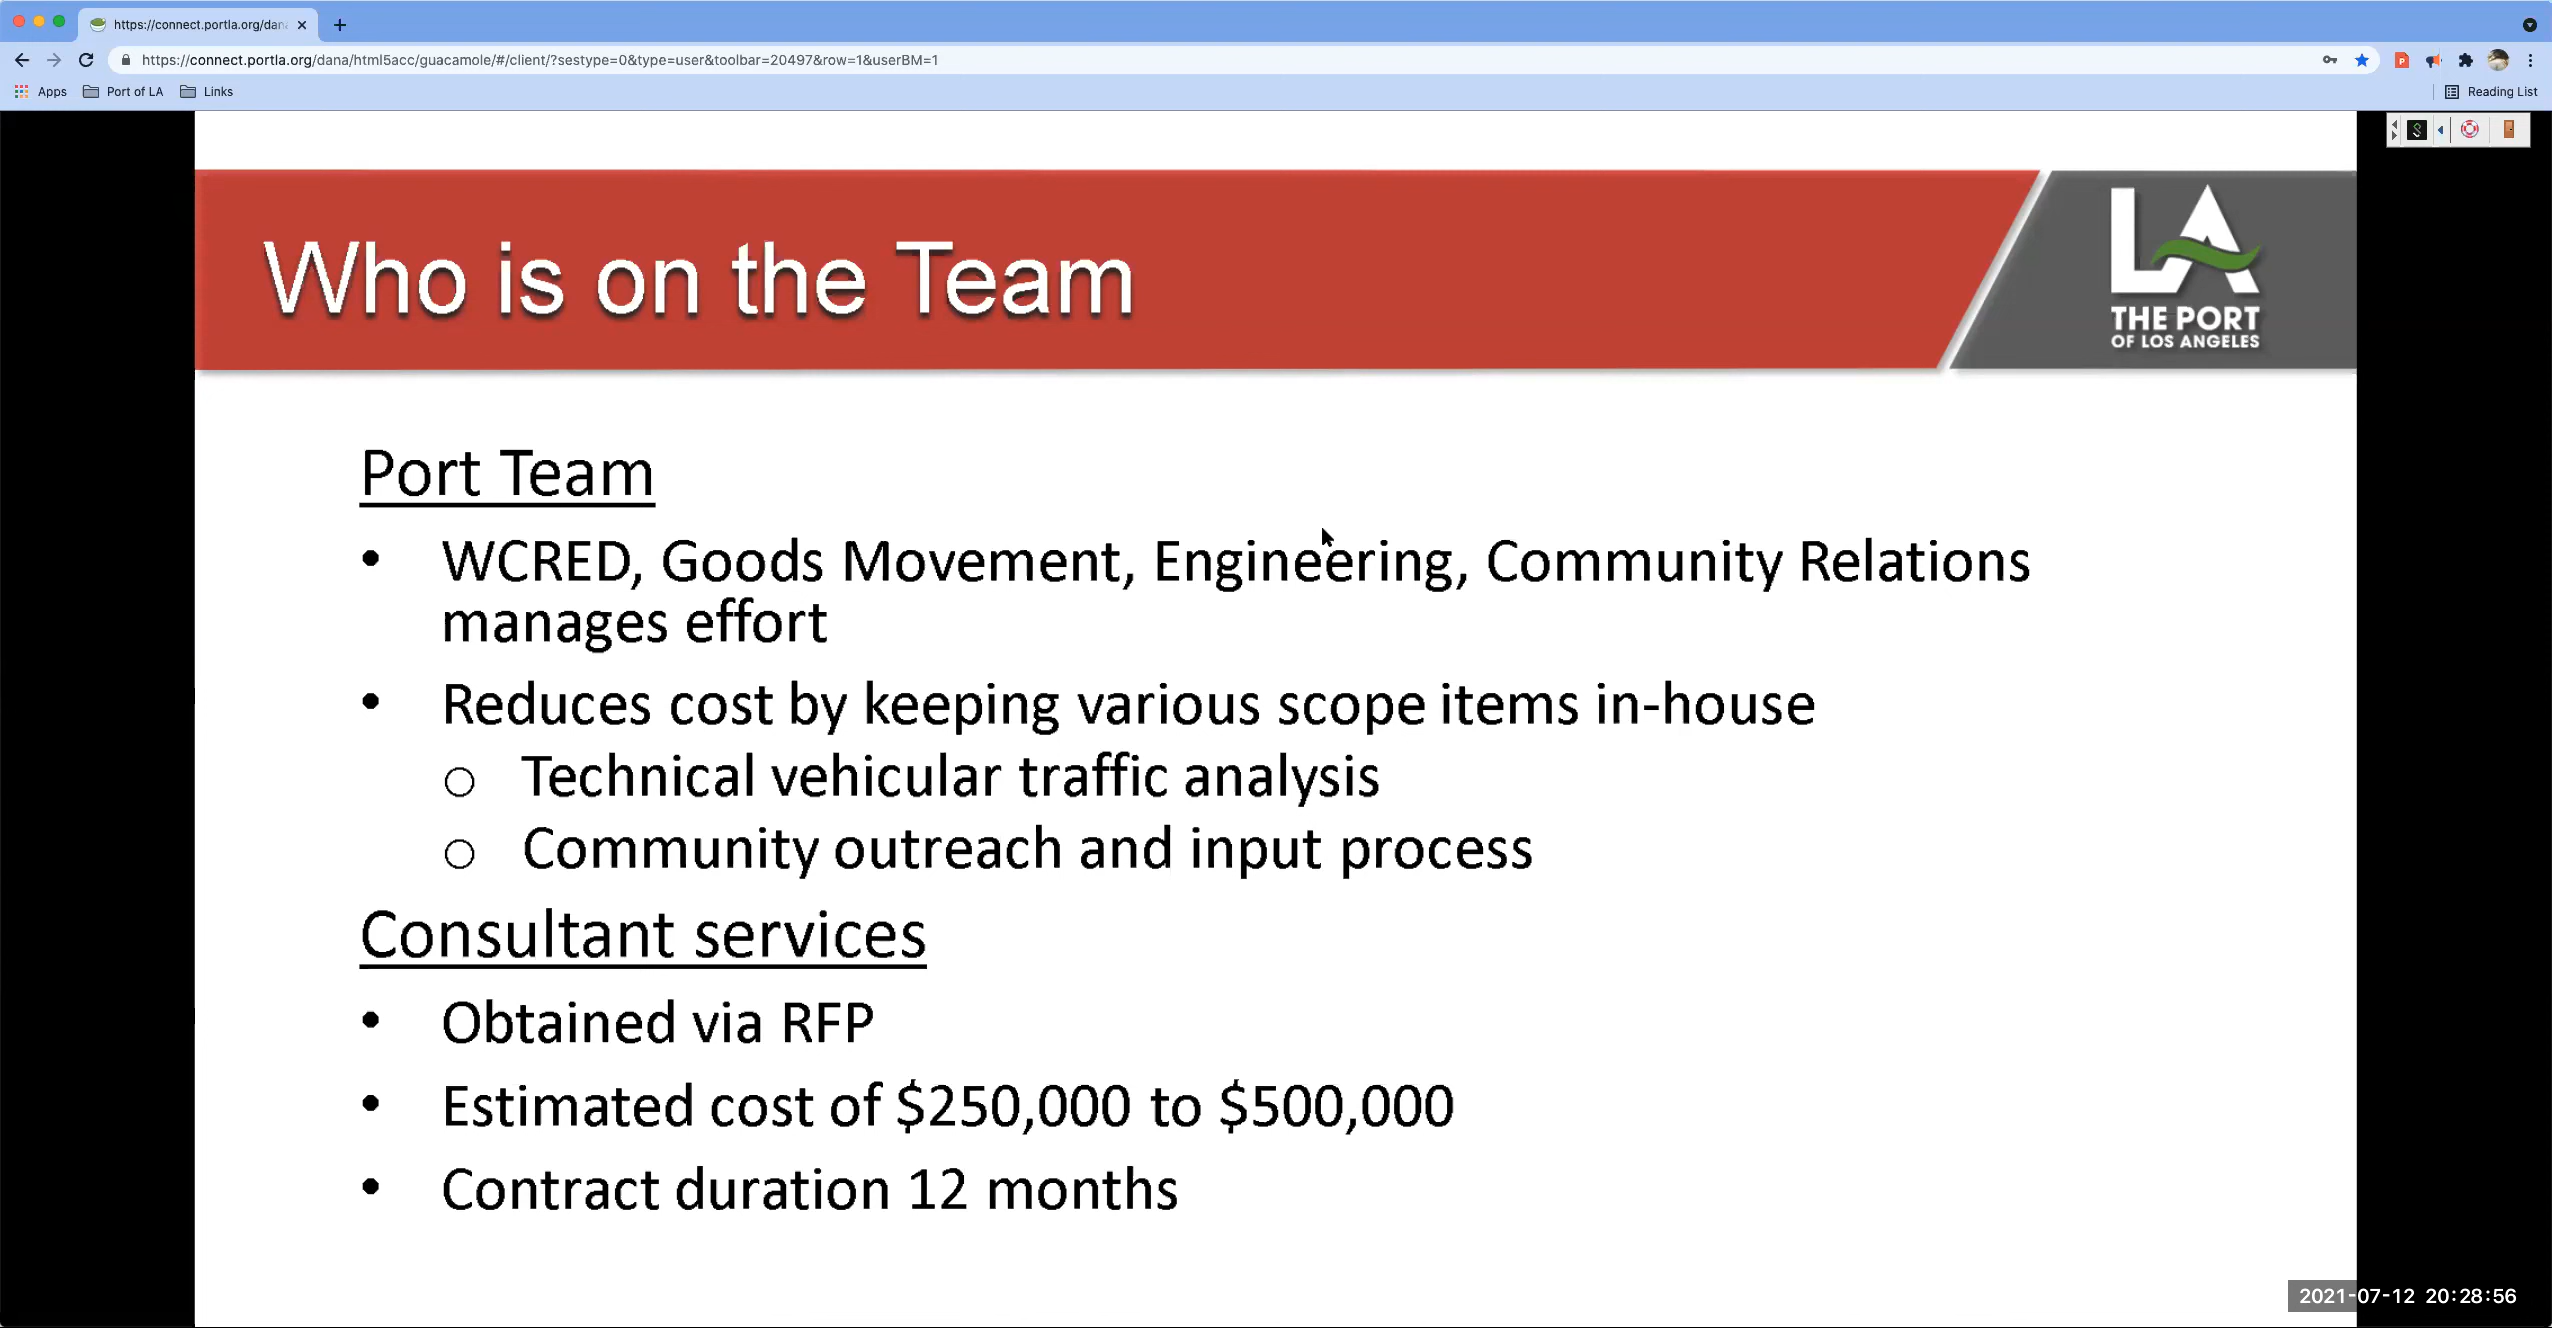 https://connect.portla.org/dan
https://connect.portla.org/dana/html5acc/guacamole/#/client/?sestype=0&type=user&toolbar=20497&row=1&userBM=1
Apps Port of LA Links Reading List
Who is on the Team
LA
THE PORT
OF LOS ANGELES
Port Team
• WCRED, Goods Movement, Engineering, Community Relations
manages effort
• Reduces cost by keeping various scope items in-house
o Technical vehicular traffic analysis
o Community outreach and input process
Consultant services
• Obtained via RFP
• Estimated cost of $250,000 to $500,000
• Contract duration 12 months
2021-07-12 20:28:56